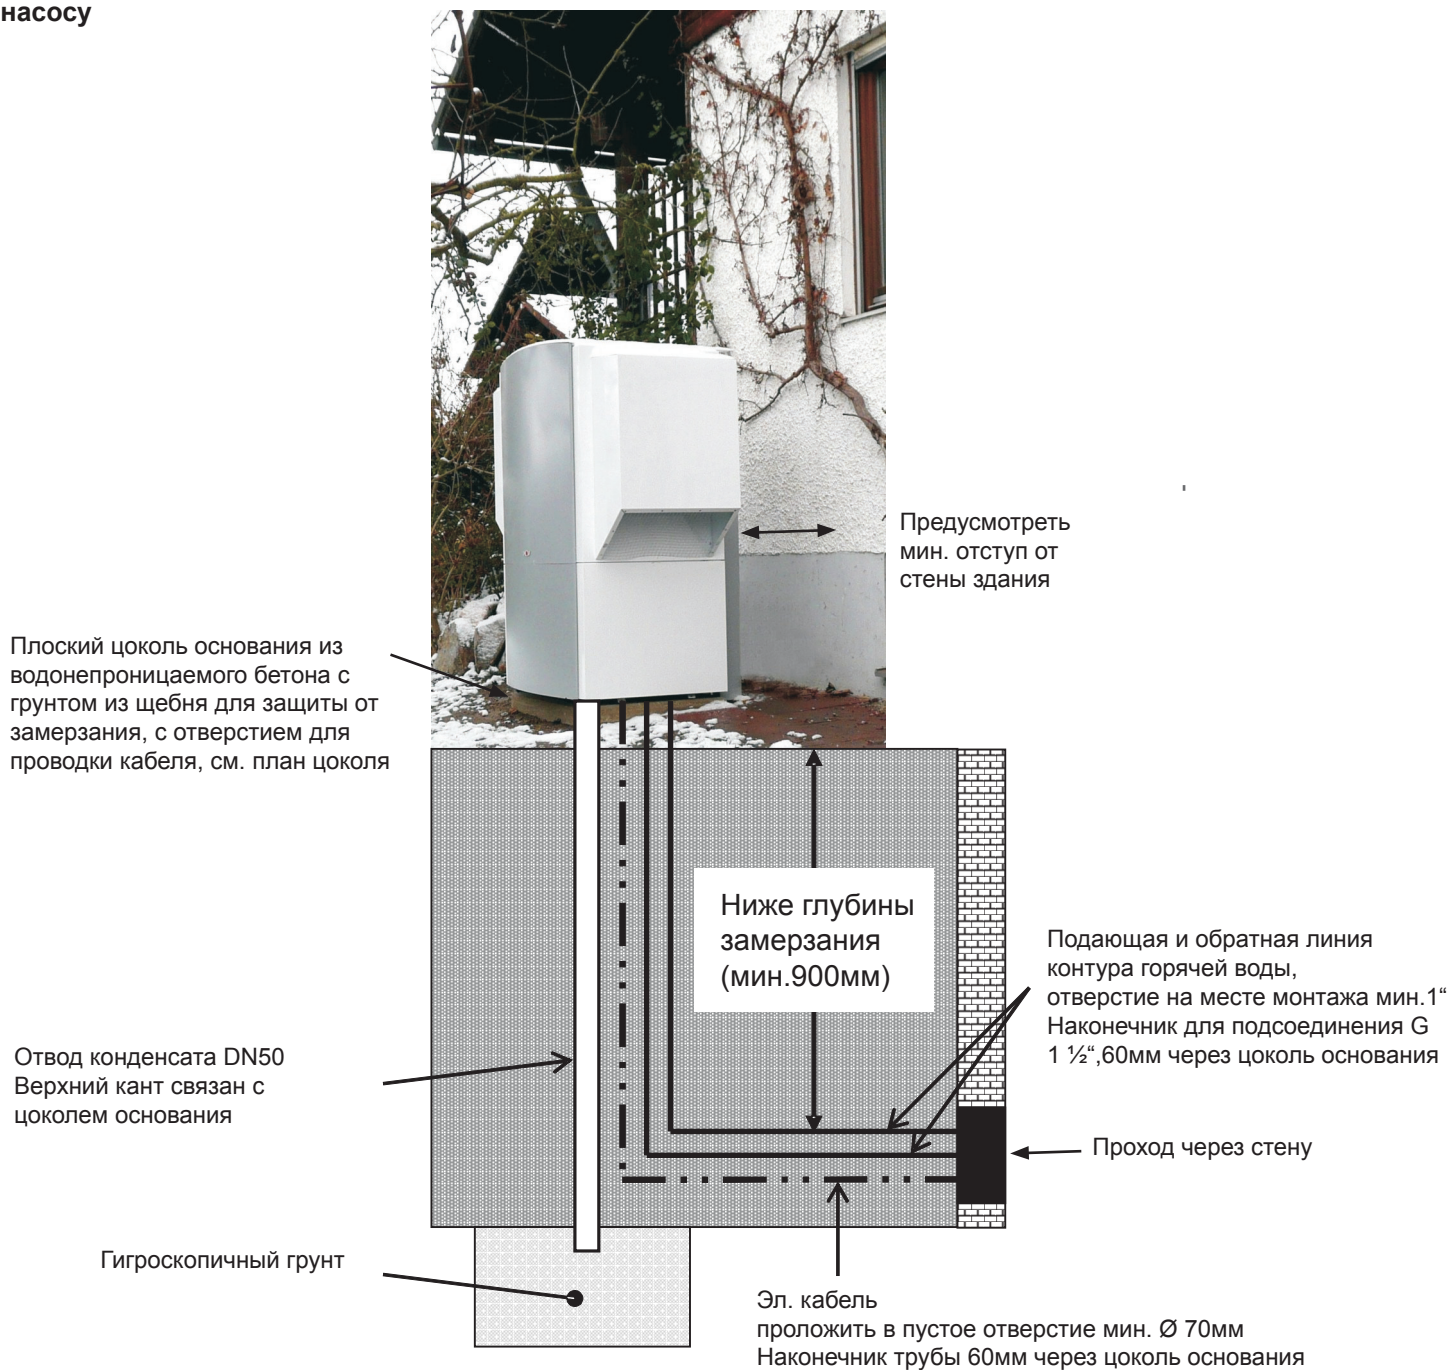 насосу
Предусмотреть
мин. отступ от
стены здания
Плоский цоколь основания из
водонепроницаемого бетона с
грунтом из щебня для защиты от
замерзания, с отверстием для
проводки кабеля, см. план цоколя
Ниже глубины
замерзания
(мин.900мм)
Подающая и обратная линия
контура горячей воды,
отверстие на месте монтажа мин.1“
Наконечник для подсоединения G
1 ½“,60мм через цоколь основания
Отвод конденсата DN50
Верхний кант связан с
цоколем основания
Проход через стену
Гигроскопичный грунт
Эл. кабель
проложить в пустое отверстие мин. Ø 70мм
Наконечник трубы 60мм через цоколь основания